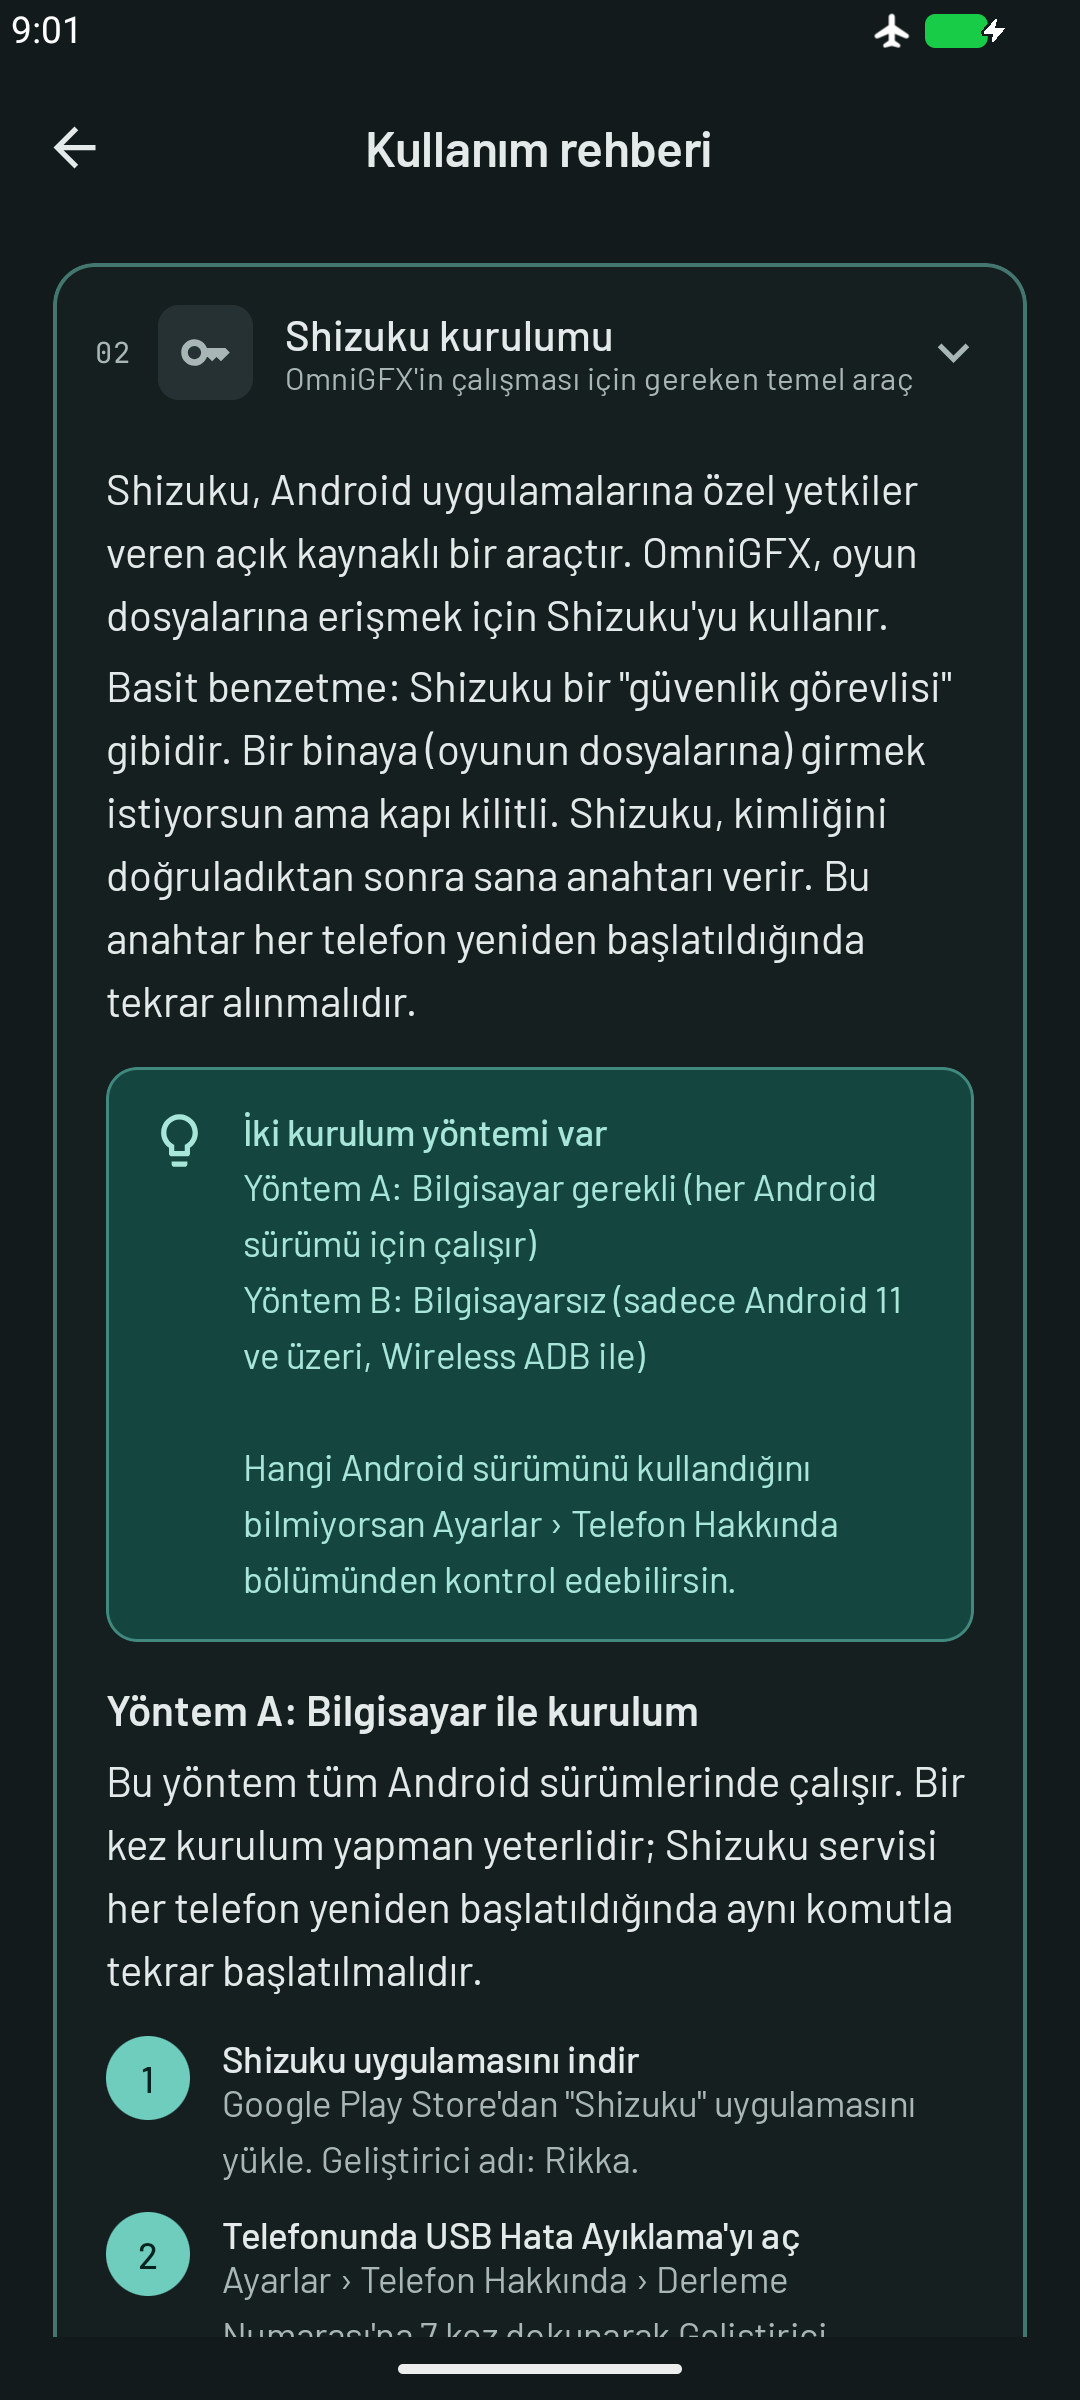 9:01
Kullanım rehberi
02
Shizuku kurulumu
OmniGFX'in çalışması için gereken temel araç
Shizuku, Android uygulamalarına özel yetkiler
veren açık kaynaklı bir araçtır. OmniGFX, oyun
dosyalarına erişmek için Shizuku'yu kullanır.
Basit benzetme: Shizuku bir "güvenlik görevlisi"
gibidir. Bir binaya (oyunun dosyalarına) girmek
istiyorsun ama kapı kilitli. Shizuku, kimliğini
doğruladıktan sonra sana anahtarı verir. Bu
anahtar her telefon yeniden başlatıldığında
tekrar alınmalıdır.
İki kurulum yöntemi var
Yöntem A: Bilgisayar gerekli (her Android
sürümü için çalışır)
Yöntem B: Bilgisayarsız (sadece Android 11
ve üzeri, Wireless ADB ile)
Hangi Android sürümünü kullandığını
bilmiyorsan Ayarlar › Telefon Hakkında
bölümünden kontrol edebilirsin.
Yöntem A: Bilgisayar ile kurulum
Bu yöntem tüm Android sürümlerinde çalışır. Bir
kez kurulum yapman yeterlidir; Shizuku servisi
her telefon yeniden başlatıldığında aynı komutla
tekrar başlatılmalıdır.
1
Shizuku uygulamasını indir
Google Play Store'dan "Shizuku" uygulamasını
yükle. Geliştirici adı: Rikka.
2
Telefonunda USB Hata Ayıklama'yı aç
Ayarlar › Telefon Hakkında › Derleme
Numarası'na 7 kez dokunarak Geliştirici